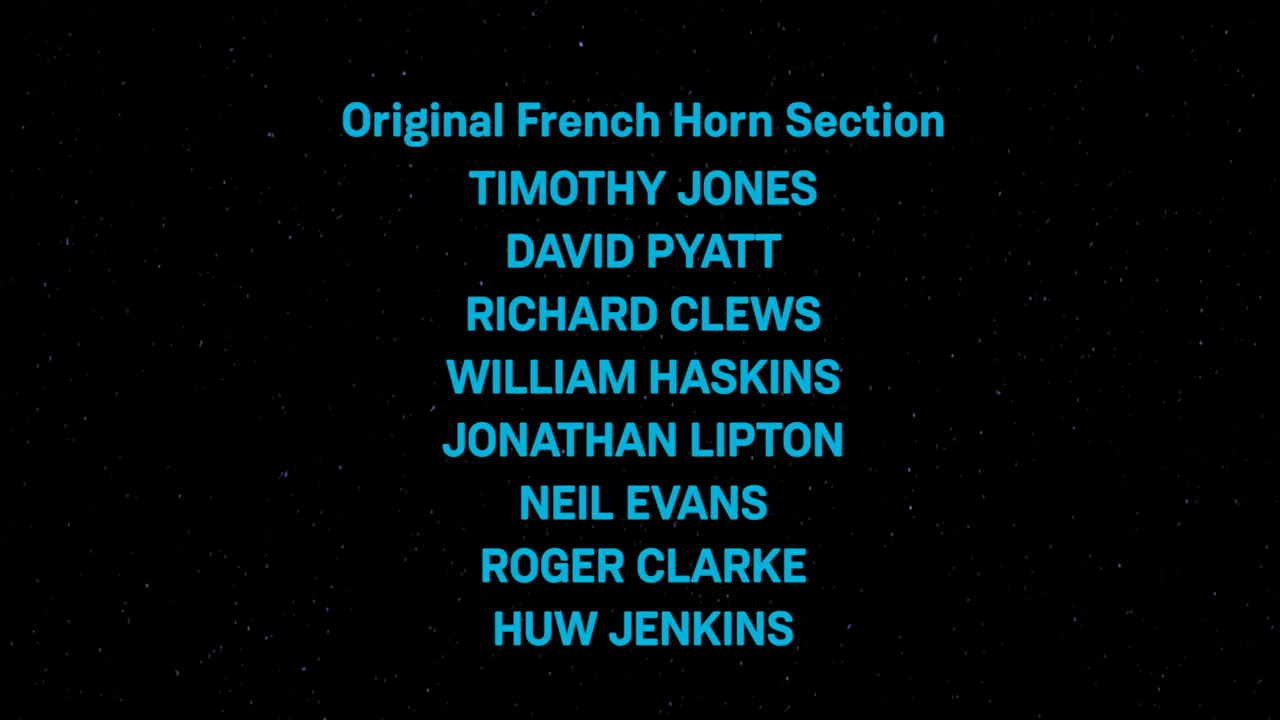 Original French Horn Section
TIMOTHY JONES
DAVID PYATT
RICHARD CLEWS
WILLIAM HASKINS
JONATHAN LIPTON
NEIL EVANS
ROGER CLARKE
HUW JENKINS